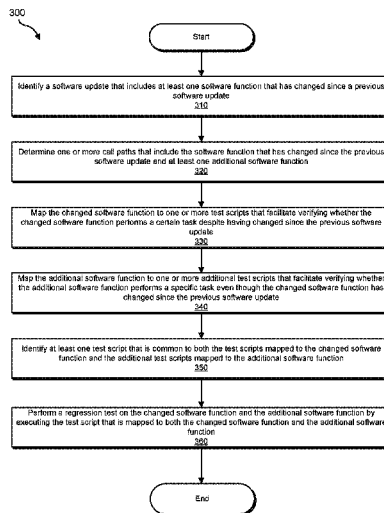 300
Start
Identify a software update that includes at least one software function that has changed since a previous
software update
310
Determine one or more call paths that include the software function that has changed since the previous
software update and at least one additional software function
320
Map the changed software function to one or more test scripts that facilitate verifying whether the
changed software function performs a certain task despite having changed since the previous software
update
330
Map the additional software function to one or more additional test scripts that facilitate verifying whether
the additional software function performs a specific task even though the changed software function has
changed since the previous software update
340
Identify at least one test script that is common to both the test scripts mapped to the changed software
function and the additional test scripts mapped to the additional software function
350
Perform a regression test on the changed software function and the additional software function by
executing the test script that is mapped to both the changed software function and the additional software
function
360
End